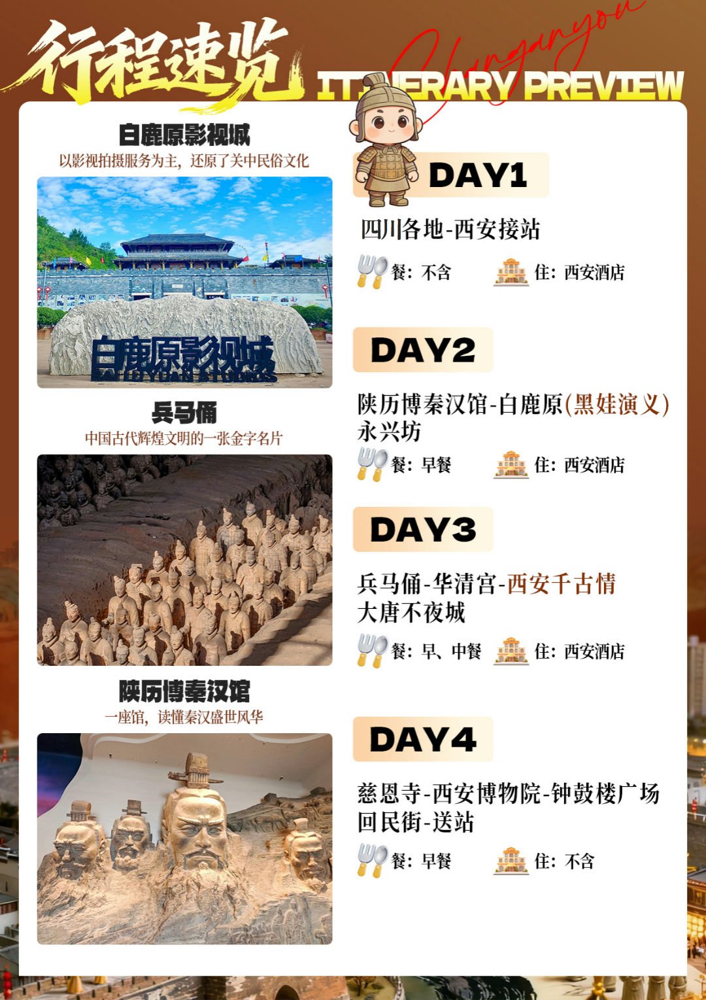 行程速览
Changanyou
ITINERARY PREVIEW
白鹿原影视城
以影视拍摄服务为主，还原了关中民俗文化
白鹿原影视城
BAI LU YUAN STUDIOS
兵马俑
中国古代辉煌文明的一张金字名片
陕历博秦汉馆
一座馆，读懂秦汉盛世风华
DAY1
四川各地-西安接站
餐：不含 住：西安酒店
DAY2
陕历博秦汉馆-白鹿原(黑娃演义)
永兴坊
餐：早餐 住：西安酒店
DAY3
兵马俑-华清宫-西安千古情
大唐不夜城
餐：早、中餐 住：西安酒店
DAY4
慈恩寺-西安博物院-钟鼓楼广场
回民街-送站
餐：早餐 住：不含